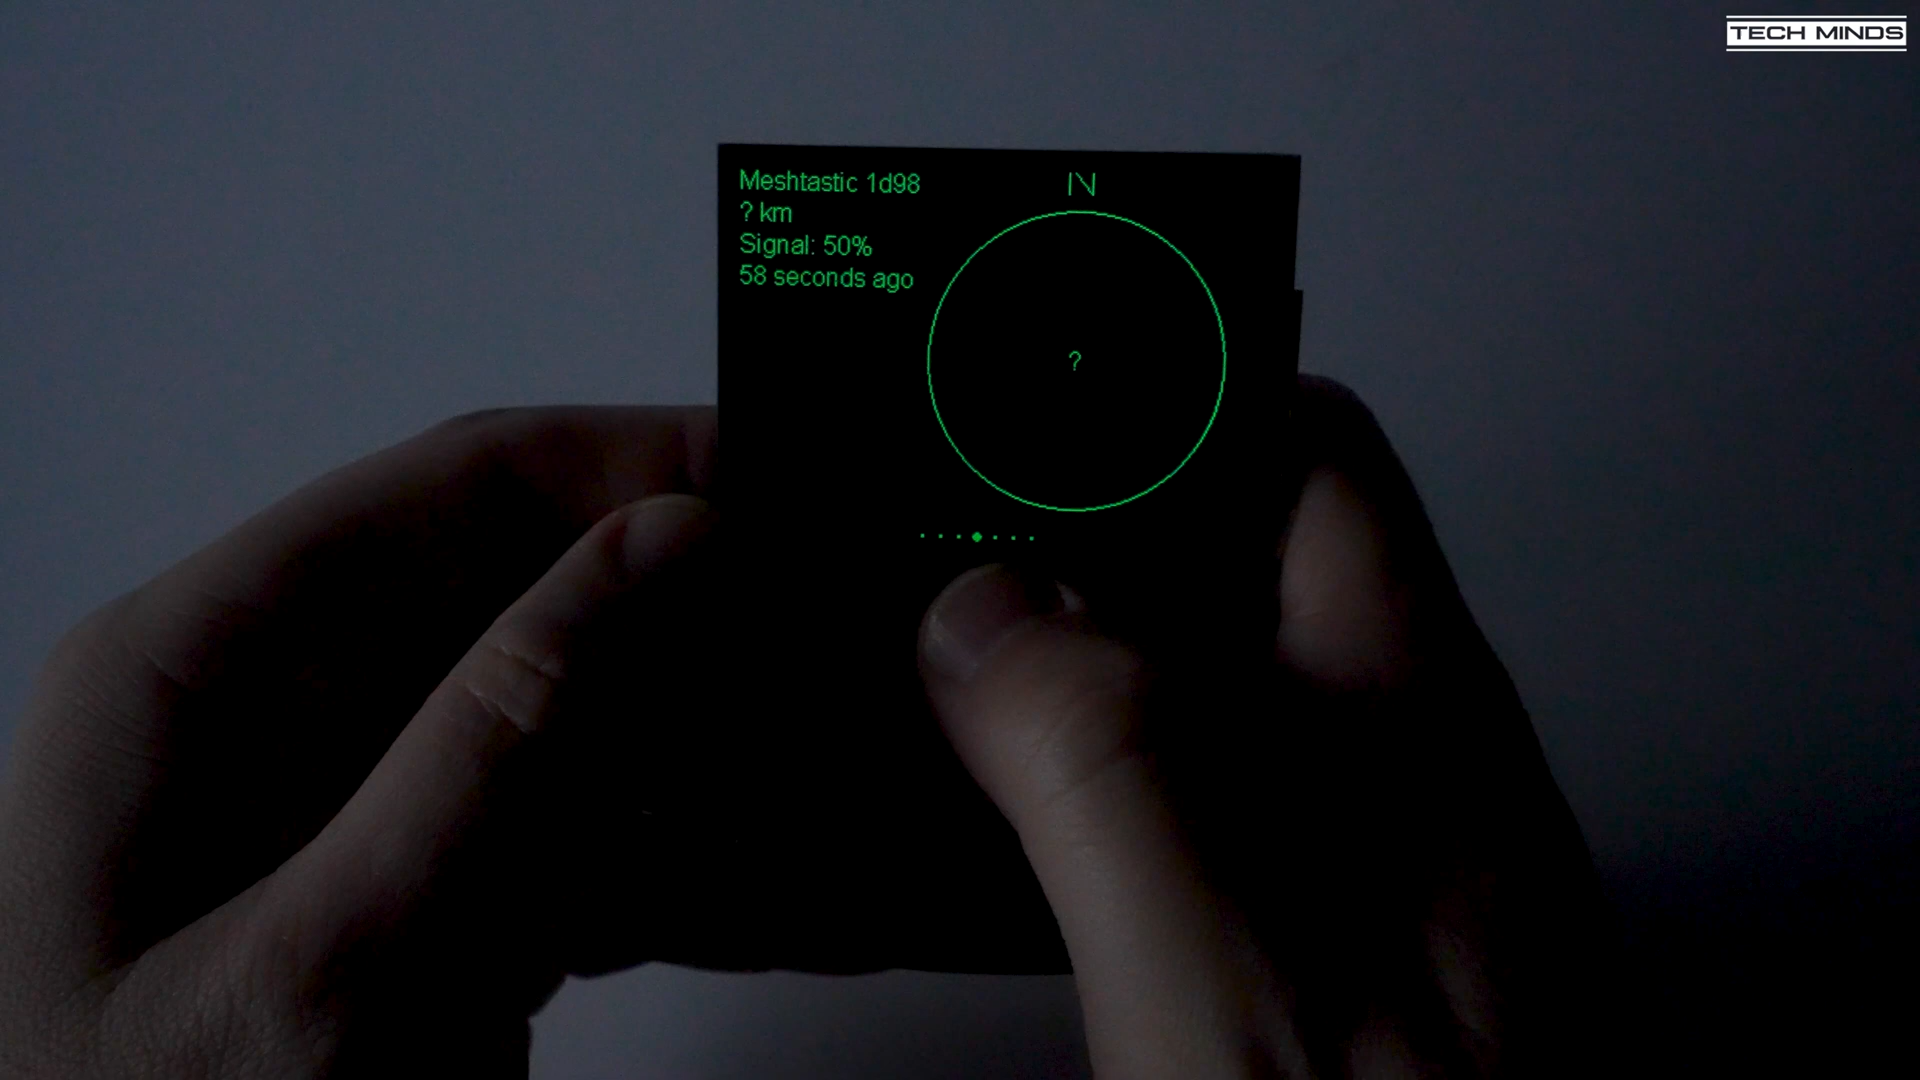 TECH MINDS
Meshtastic 1d98
? km
Signal: 50%
58 seconds ago
N
?